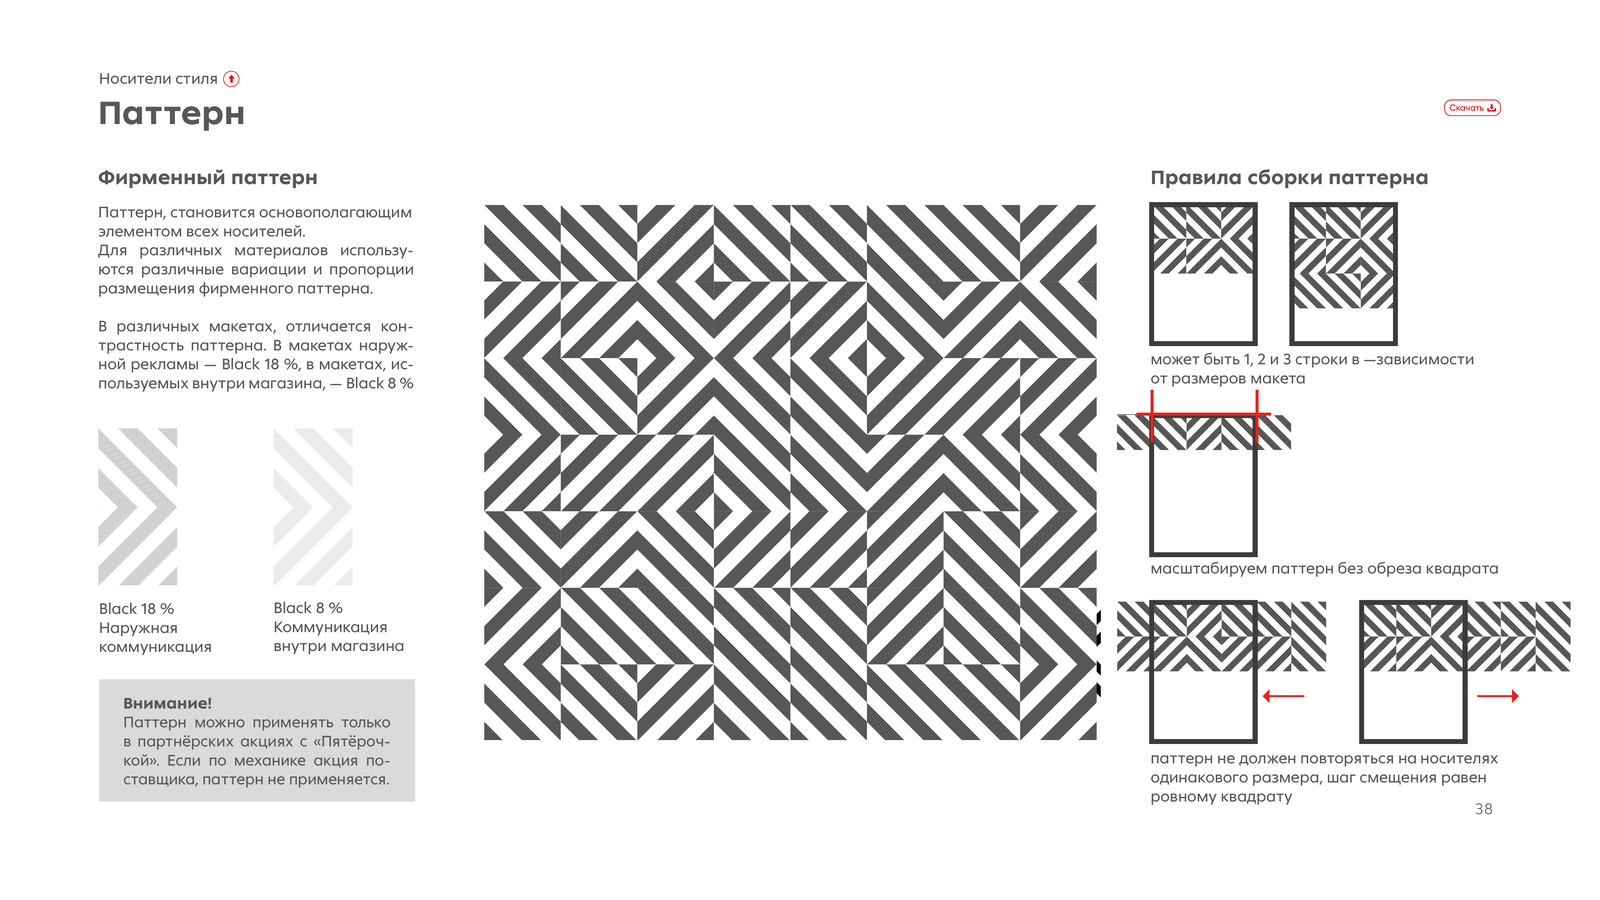 Носители стиля
Паттерн
Скачать
Фирменный паттерн
Паттерн, становится основополагающим
элементом всех носителей.
Для различных материалов использу-
ются различные вариации и пропорции
размещения фирменного паттерна.
В различных макетах, отличается кон-
трастность паттерна. В макетах наруж-
ной рекламы — Black 18 %, в макетах, ис-
пользуемых внутри магазина, — Black 8 %
Black 18 %
Наружная
коммуникация
Black 8 %
Коммуникация
внутри магазина
Внимание!
Паттерн можно применять только
в партнёрских акциях с «Пятёроч-
кой». Если по механике акция по-
ставщика, паттерн не применяется.
Правила сборки паттерна
может быть 1, 2 и 3 строки в —зависимости
от размеров макета
масштабируем паттерн без обреза квадрата
паттерн не должен повторяться на носителях
одинакового размера, шаг смещения равен
ровному квадрату
38